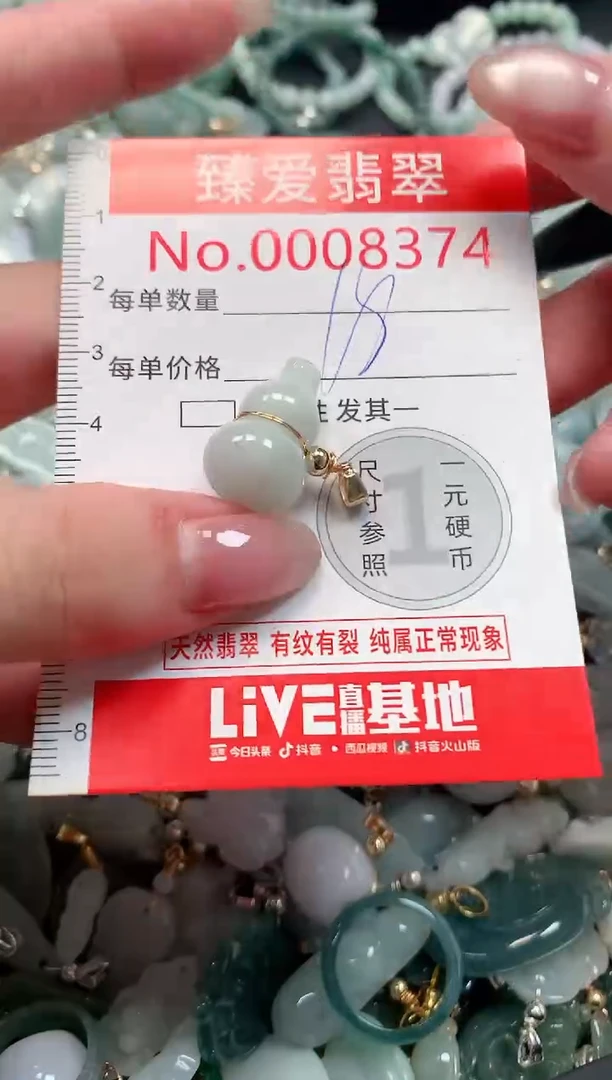 臻爱翡翠
No.0008374
1
2
每单数量
18
3
每单价格
4
发其一
尺寸参照
1
一元硬币
天然翡翠 有纹有裂 纯属正常现象
8
LiVE直播基地
今日头条 抖音 • 西瓜视频 抖音火山版